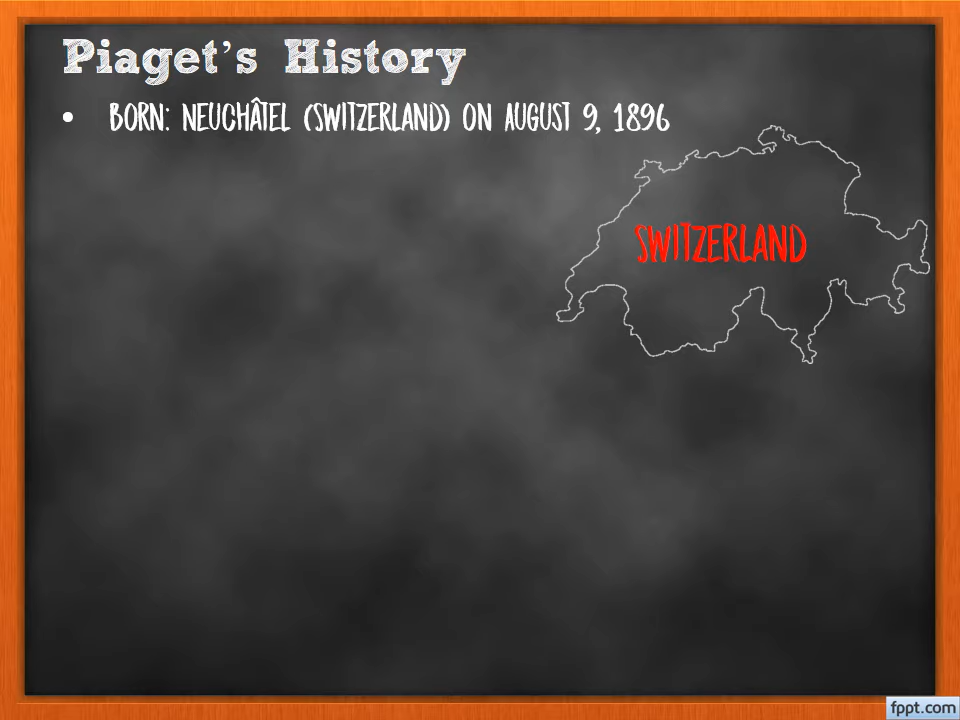 Piaget's History
• BORN: NEUCHÂTEL (SWITZERLAND) ON AUGUST 9, 1896
SWITZERLAND
fppt.com